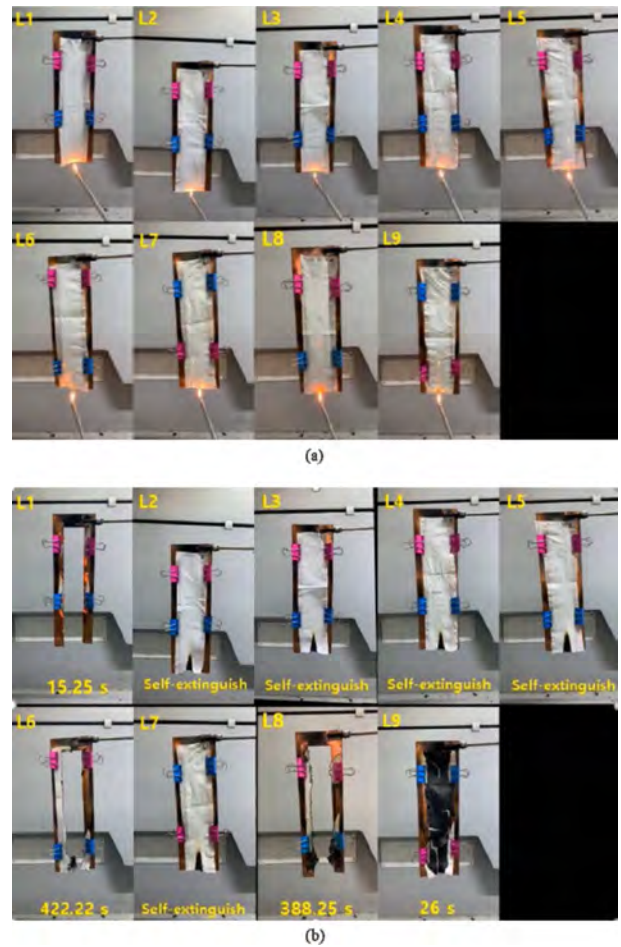 L1 L2 L3 L4 L5
L6 L7 L8 L9
(a)
L1 L2 L3 L4 L5
15.25 s Self-extinguish Self-extinguish Self-extinguish Self-extinguish
L6 L7 L8 L9
422.22 s Self-extinguish 388.25 s 26 s
(b)